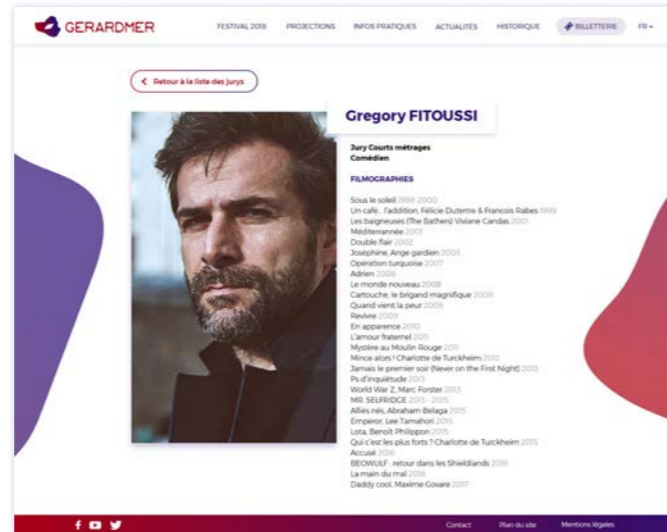 GERARDMER
FESTIVAL 2018 PROJECTIONS INFOS PRATIQUES ACTUALITÉS HISTORIQUE BILLETTERIE FR
Retour à la liste des jurys
Gregory FITOUSSI
Jury Courts métrages
Comédien
FILMOGRAPHIES
Sous le soleil 1996-2000
Un café... l'addition, Félicie Dutertre & Francois Rabes 1999
Les baigneuses (The Bathers) Viviane Candas 2001
Méditerrannée 2001
Double flair 2002
Joséphine, Ange gardien 2003
Opération turquoise 2007
Adrien 2008
Le monde nouveau 2008
Cartouche, le brigand magnifique 2009
Quand vient la peur 2009
Revivre 2009
En apparence 2010
L'amour fraternel 2011
Mystère au Moulin Rouge 2011
Mince alors ! Charlotte de Turckheim 2012
Jamais le premier soir (Never on the First Night) 2013
Ps d'inquiétude 2013
World War Z, Marc Forster 2013
MR. SELFRIDGE 2013 - 2015
Alliés nés, Abraham Belaga 2015
Emperor, Lee Tamahori 2015
Lota, Benoît Philippon 2015
Qui c'est les plus forts ? Charlotte de Turckheim 2015
Accusé 2016
BEOWULF : retour dans les Shieldlands 2016
La main du mal 2016
Daddy cool, Maxime Govare 2017
Contact Plan du site Mentions légales